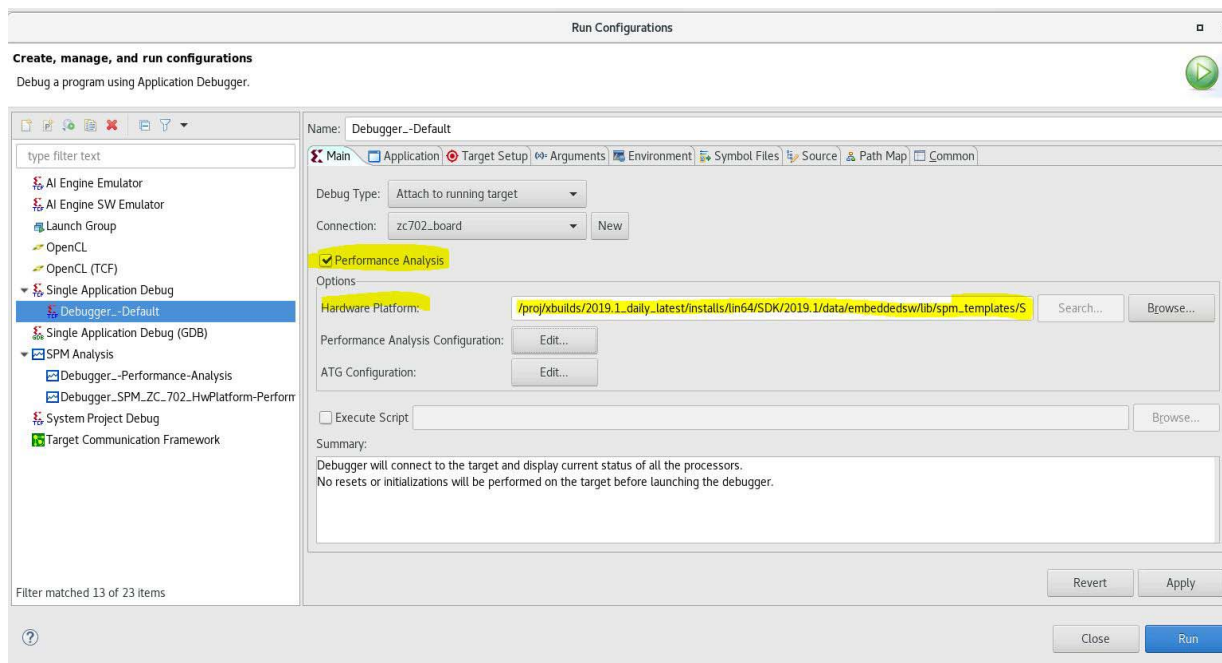 Run Configurations
Create, manage, and run configurations
Debug a program using Application Debugger.
type filter text
AI Engine Emulator
AI Engine SW Emulator
Launch Group
OpenCL
OpenCL (TCF)
Single Application Debug
Debugger_-Default
Single Application Debug (GDB)
SPM Analysis
Debugger_-Performance-Analysis
Debugger_SPM_ZC_702_HwPlatform-Perform
System Project Debug
Target Communication Framework
Filter matched 13 of 23 items
Name: Debugger_-Default
Main Application Target Setup Arguments Environment Symbol Files Source Path Map Common
Debug Type: Attach to running target
Connection: zc702_board New
Performance Analysis
Options
Hardware Platform: /proj/xbuilds/2019.1_daily_latest/installs/lin64/SDK/2019.1/data/embeddedsw/lib/spm_templates/S Search... Browse...
Performance Analysis Configuration: Edit...
ATG Configuration: Edit...
Execute Script Browse...
Summary:
Debugger will connect to the target and display current status of all the processors.
No resets or initializations will be performed on the target before launching the debugger.
Revert Apply
Close Run